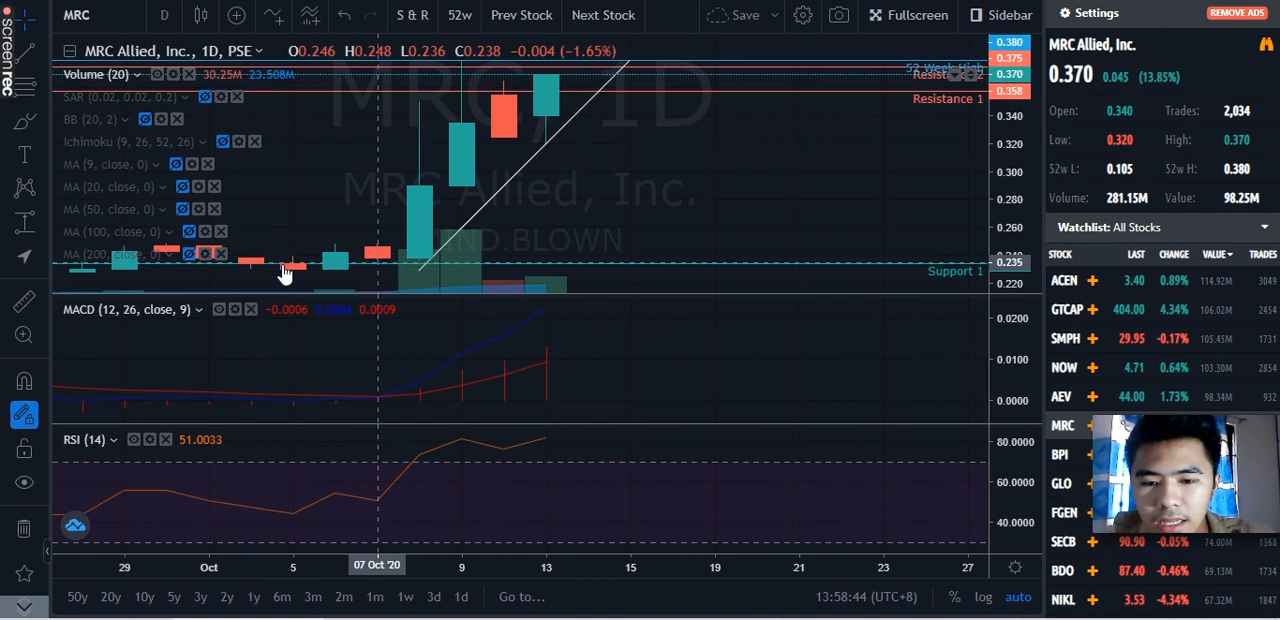 screenrec
MRC D S & R 52w Prev Stock Next Stock Save Fullscreen Sidebar
MRC Allied, Inc., 1D, PSE O0.246 H0.248 L0.236 C0.238 −0.004 (−1.65%)
Volume (20) 30.25M 23.508M
SAR (0.02, 0.02, 0.2)
BB (20, 2)
Ichimoku (9, 26, 52, 26)
MA (9, close, 0)
MA (20, close, 0)
MA (50, close, 0)
MA (100, close, 0)
MA (200, close, 0)
MRC, 1D
MRC Allied, Inc.
MIND.BLOWN
52 Week High
Resistance 2
Resistance 1
Support 1
0.380
0.375
0.370
0.358
0.340
0.320
0.300
0.280
0.260
0.240
0.235
0.220
MACD (12, 26, close, 9) −0.0006 0.0004 0.0009
0.0200
0.0100
0.0000
RSI (14) 51.0033
80.0000
60.0000
40.0000
29 Oct 5 07 Oct '20 9 13 15 19 21 23 27
50y 20y 10y 5y 3y 2y 1y 6m 3m 2m 1m 1w 3d 1d Go to... 13:58:44 (UTC+8) % log auto
Settings REMOVE ADS
MRC Allied, Inc.
0.370 0.045 (13.85%)
Open: 0.340 Trades: 2,034
Low: 0.320 High: 0.370
52w L: 0.105 52w H: 0.380
Volume: 281.15M Value: 98.25M
Watchlist: All Stocks
STOCK LAST CHANGE VALUE TRADES
ACEN 3.40 0.89% 114.92M 3049
GTCAP 404.00 4.34% 106.02M 2454
SMPH 29.95 -0.17% 105.45M 1731
NOW 4.71 0.64% 103.30M 2854
AEV 44.00 1.73% 98.34M 932
MRC
BPI
GLO
FGEN
SECB 90.90 -0.05% 74.00M 1368
BDO 87.40 -0.46% 69.13M 1734
NIKL 3.53 -4.34% 67.32M 1847